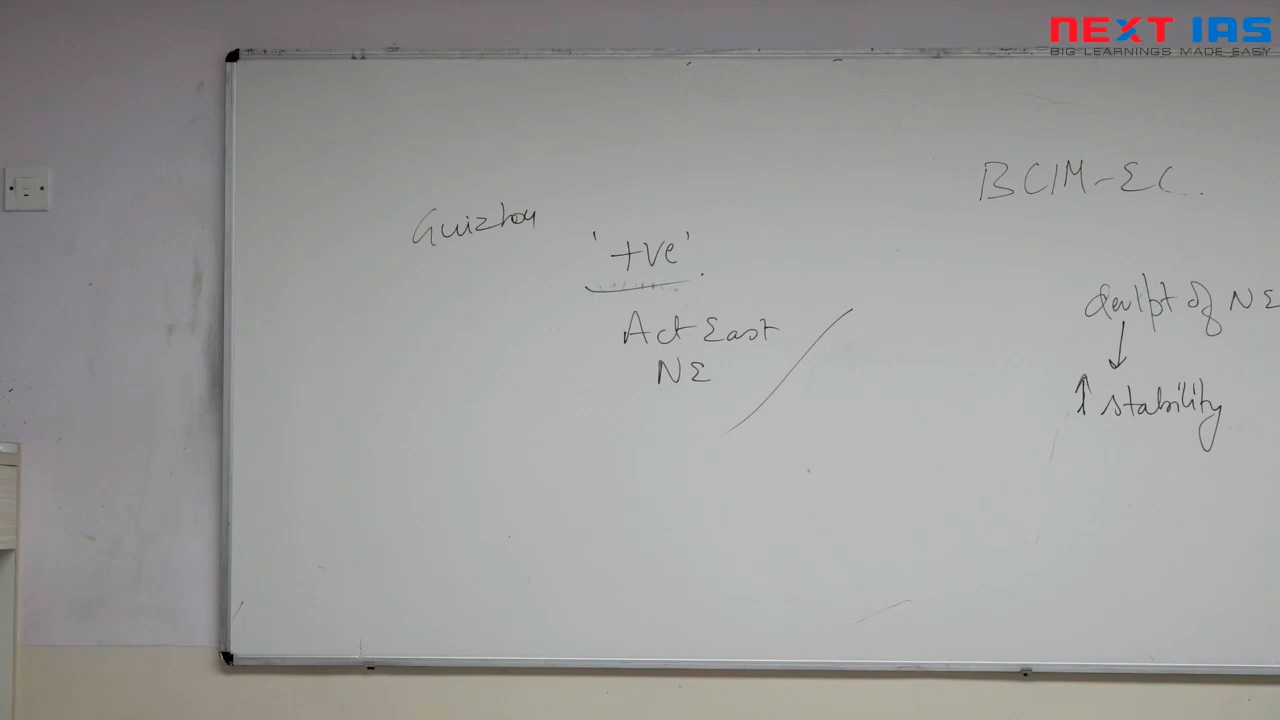 NEXT IAS
BIG LEARNINGS MADE EASY
BCIM-EC.
Guizhou
'+ve'
Act East
NE
devlpt of NE
↓
↑ stability